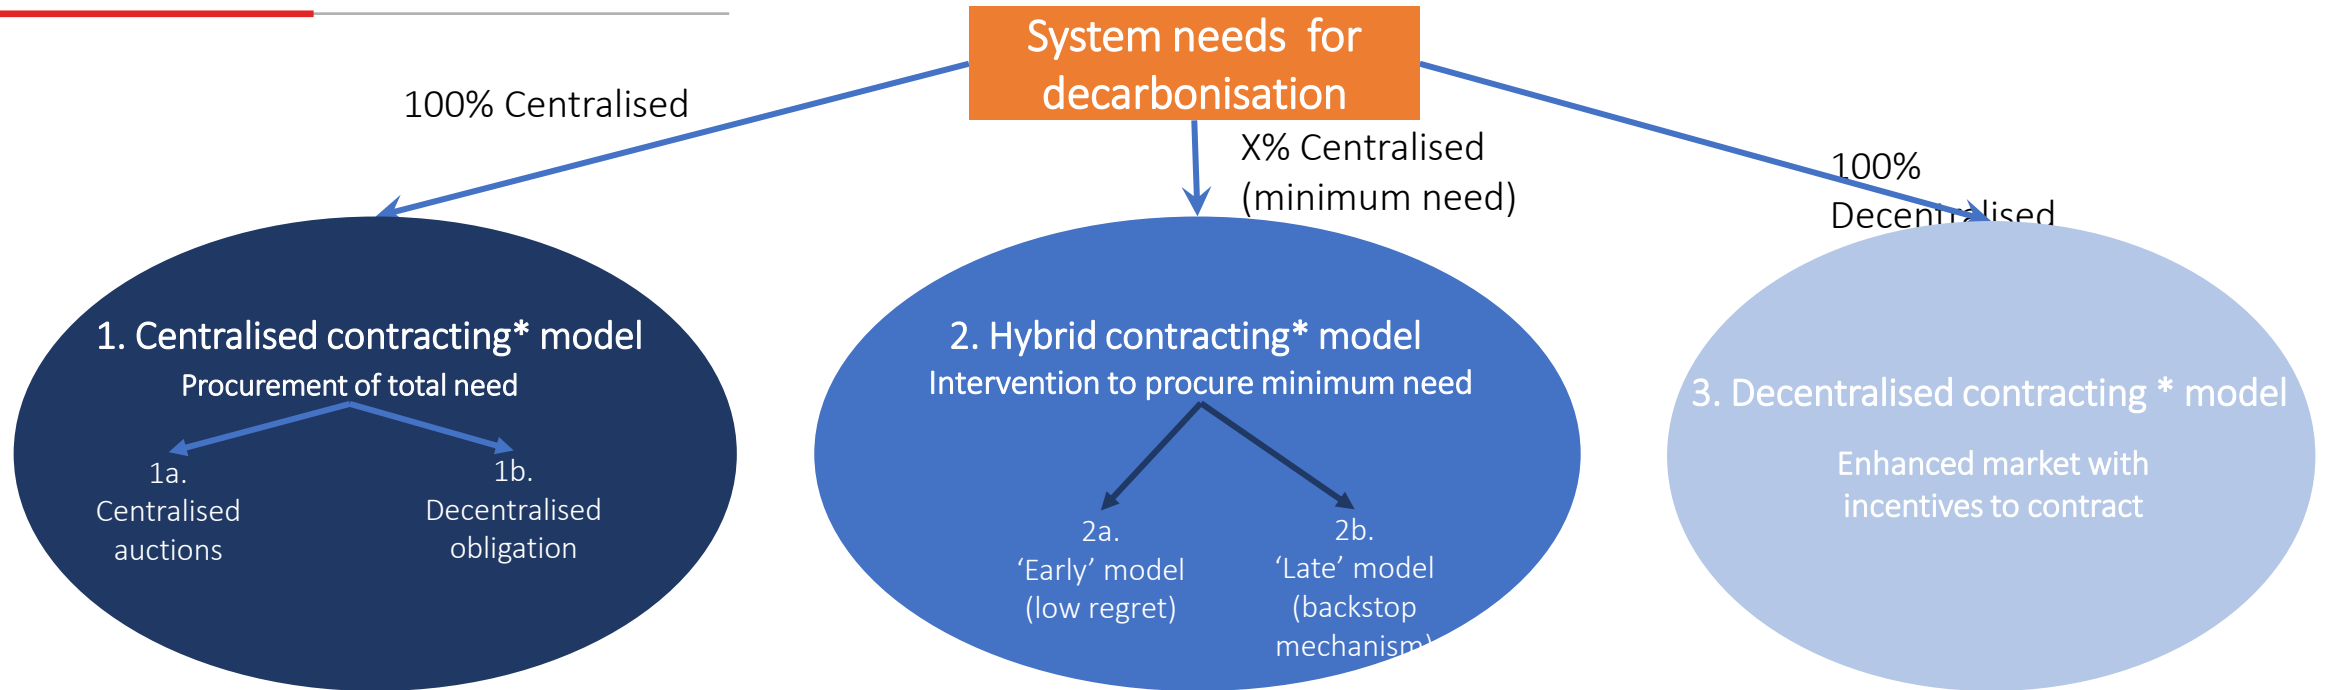 System needs for
decarbonisation
100% Centralised
X% Centralised
(minimum need)
100%
Decentralised
1. Centralised contracting* model
Procurement of total need
1a.
Centralised
auctions
1b.
Decentralised
obligation
2. Hybrid contracting* model
Intervention to procure minimum need
2a.
‘Early’ model
(low regret)
2b.
‘Late’ model
(backstop
mechanism)
3. Decentralised contracting * model
Enhanced market with
incentives to contract